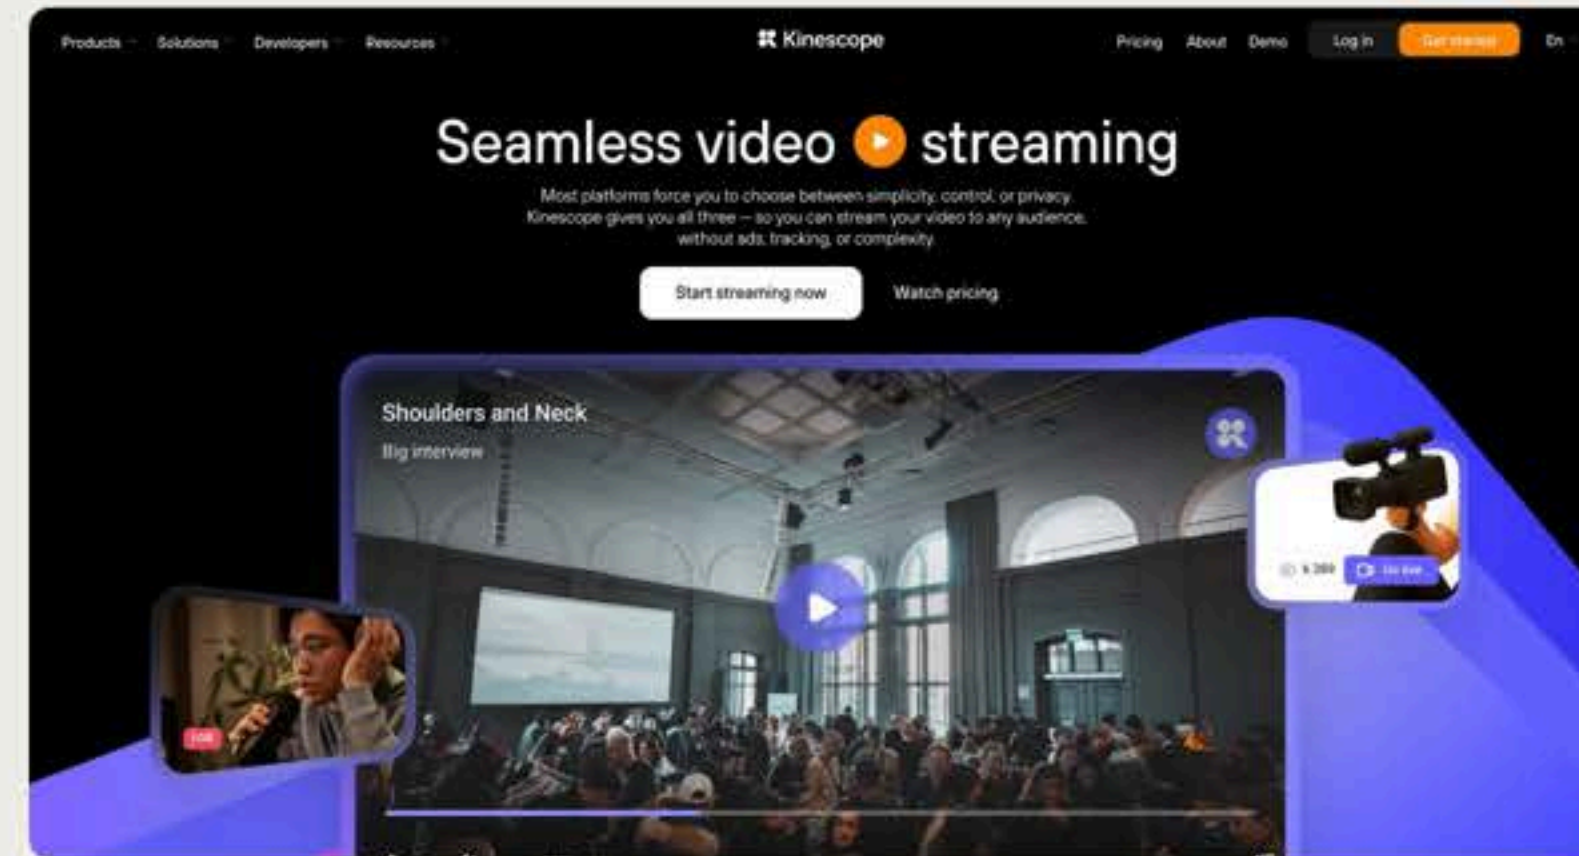 Products
Solutions
Developers
Resources
Kinescope
Pricing
About
Demo
Log in
Get started
En
Seamless video streaming
Most platforms force you to choose between simplicity, control, or privacy.
Kinescope gives you all three — so you can stream your video to any audience,
without ads, tracking, or complexity.
Start streaming now
Watch pricing
Shoulders and Neck
Big interview